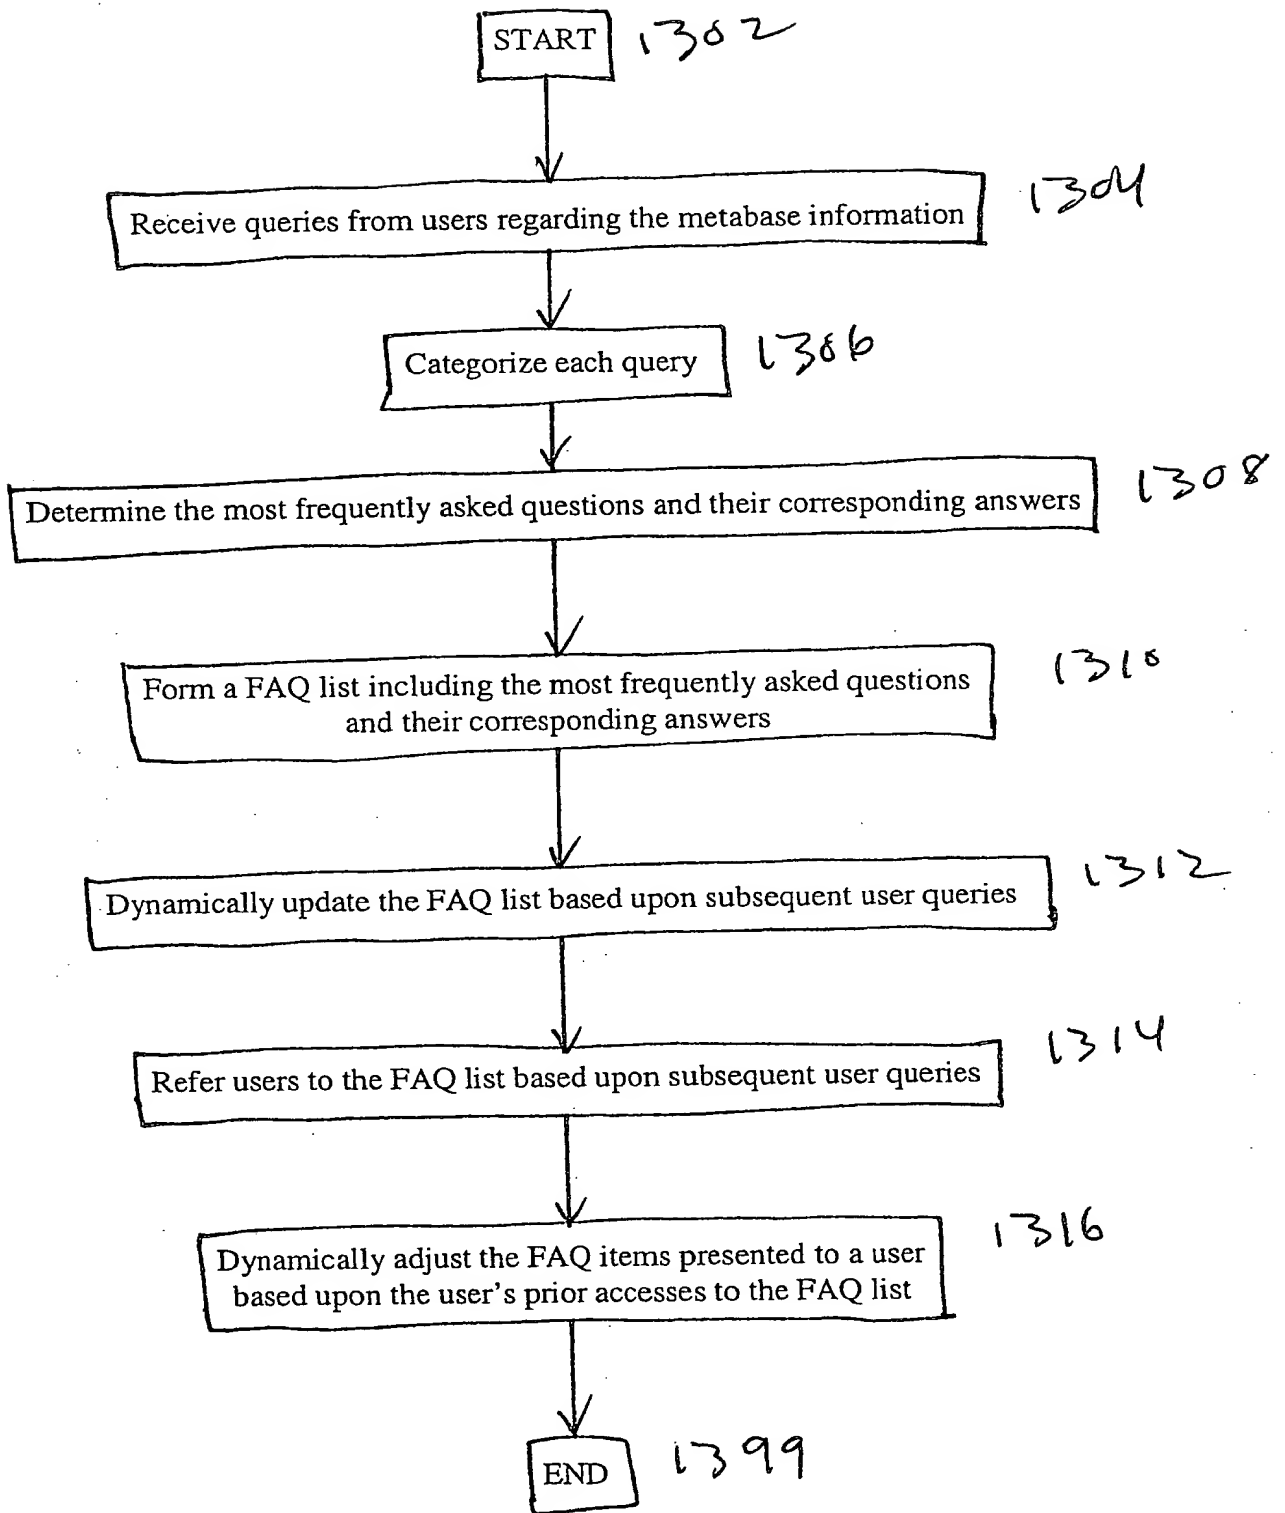 START 1302
Receive queries from users regarding the metabase information 1304
Categorize each query 1306
Determine the most frequently asked questions and their corresponding answers 1308
Form a FAQ list including the most frequently asked questions 1310
and their corresponding answers
Dynamically update the FAQ list based upon subsequent user queries 1312
Refer users to the FAQ list based upon subsequent user queries 1314
Dynamically adjust the FAQ items presented to a user 1316
based upon the user's prior accesses to the FAQ list
END 1399